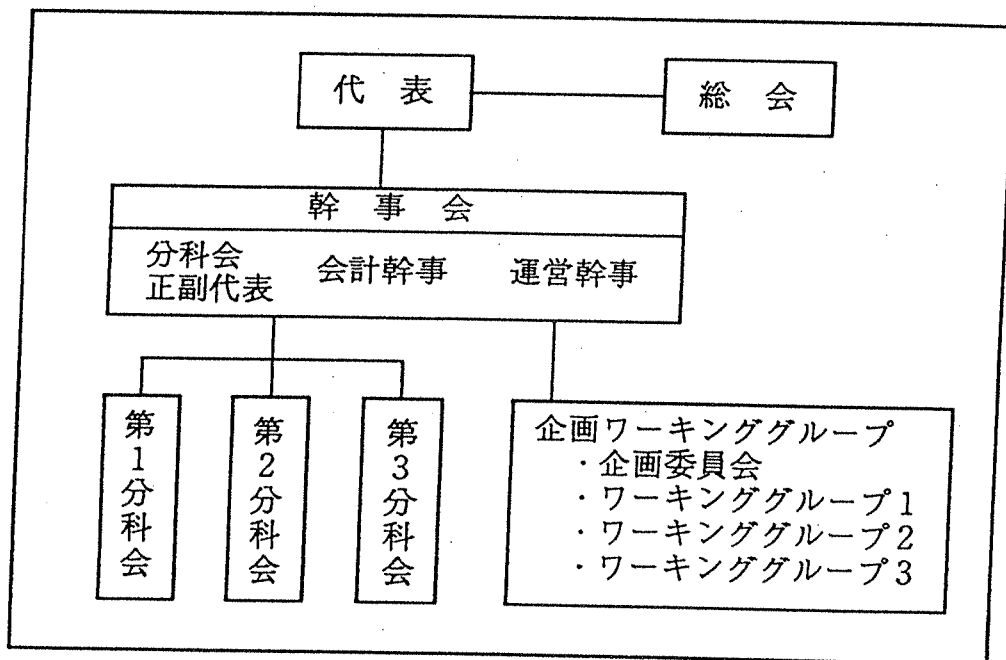 代 表
総 会
幹 事 会
分科会
正副代表
会計幹事
運営幹事
第1分科会
第2分科会
第3分科会
企画ワーキンググループ
・企画委員会
・ワーキンググループ1
・ワーキンググループ2
・ワーキンググループ3